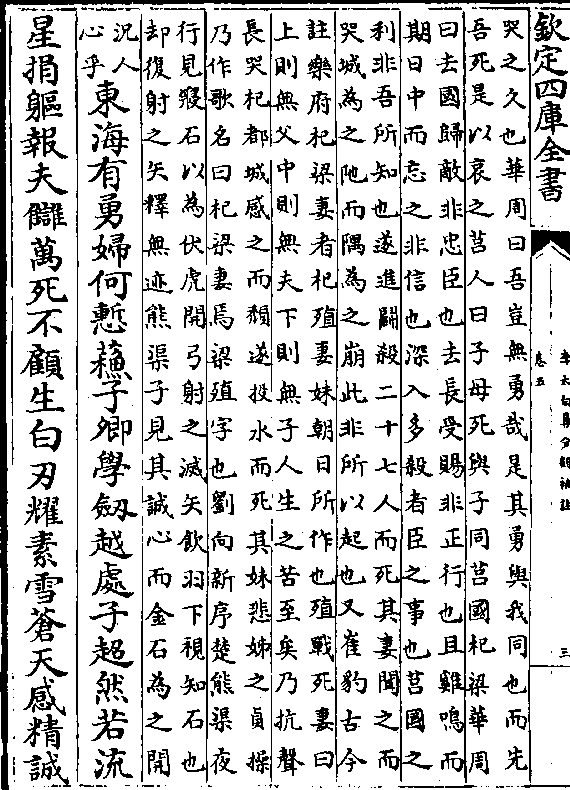 欽定四庫全書
李太白集分類補註
卷五
三
哭之久也華周曰吾豈無勇哉是其勇與我同也而先
吾死是以哀之莒人曰子母死與子同莒國杞梁華周
曰去國歸敵非忠臣也去長受賜非正行也且雞鳴而
期日中而忘之非信也深入多殺者臣之事也莒國之
利非吾所知也遂進鬭殺二十七人而死其妻聞之而
哭城為之阤而隅為之崩此非所以起也又崔豹古今
註樂府杞梁妻者杞殖妻妹朝日所作也殖戰死妻曰
上則無父中則無夫下則無子人生之苦至矣乃抗聲
長哭杞都城感之而頹遂投水而死其妹悲姊之貞操
乃作歌名曰杞梁妻焉梁殖字也劉向新序楚熊渠夜
行見寢石以為伏虎開弓射之滅矢飲羽下視知石也
却復射之矢釋無迹熊渠子見其誠心而金石為之開
況人
心乎
東海有勇婦何慙蘓子卿學劒越處子超然若流
星捐軀報夫讎萬死不顧生白刃耀素雪蒼天感精誠